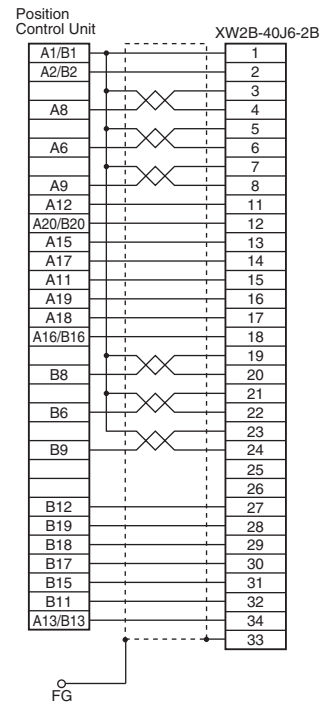 Position
Control Unit
XW2B-40J6-2B
A1/B1 1
A2/B2 2
3
A8 4
5
A6 6
7
A9 8
A12 11
A20/B20 12
A15 13
A17 14
A11 15
A19 16
A18 17
A16/B16 18
19
B8 20
21
B6 22
23
B9 24
25
26
B12 27
B19 28
B18 29
B17 30
B15 31
B11 32
A13/B13 34
33
FG